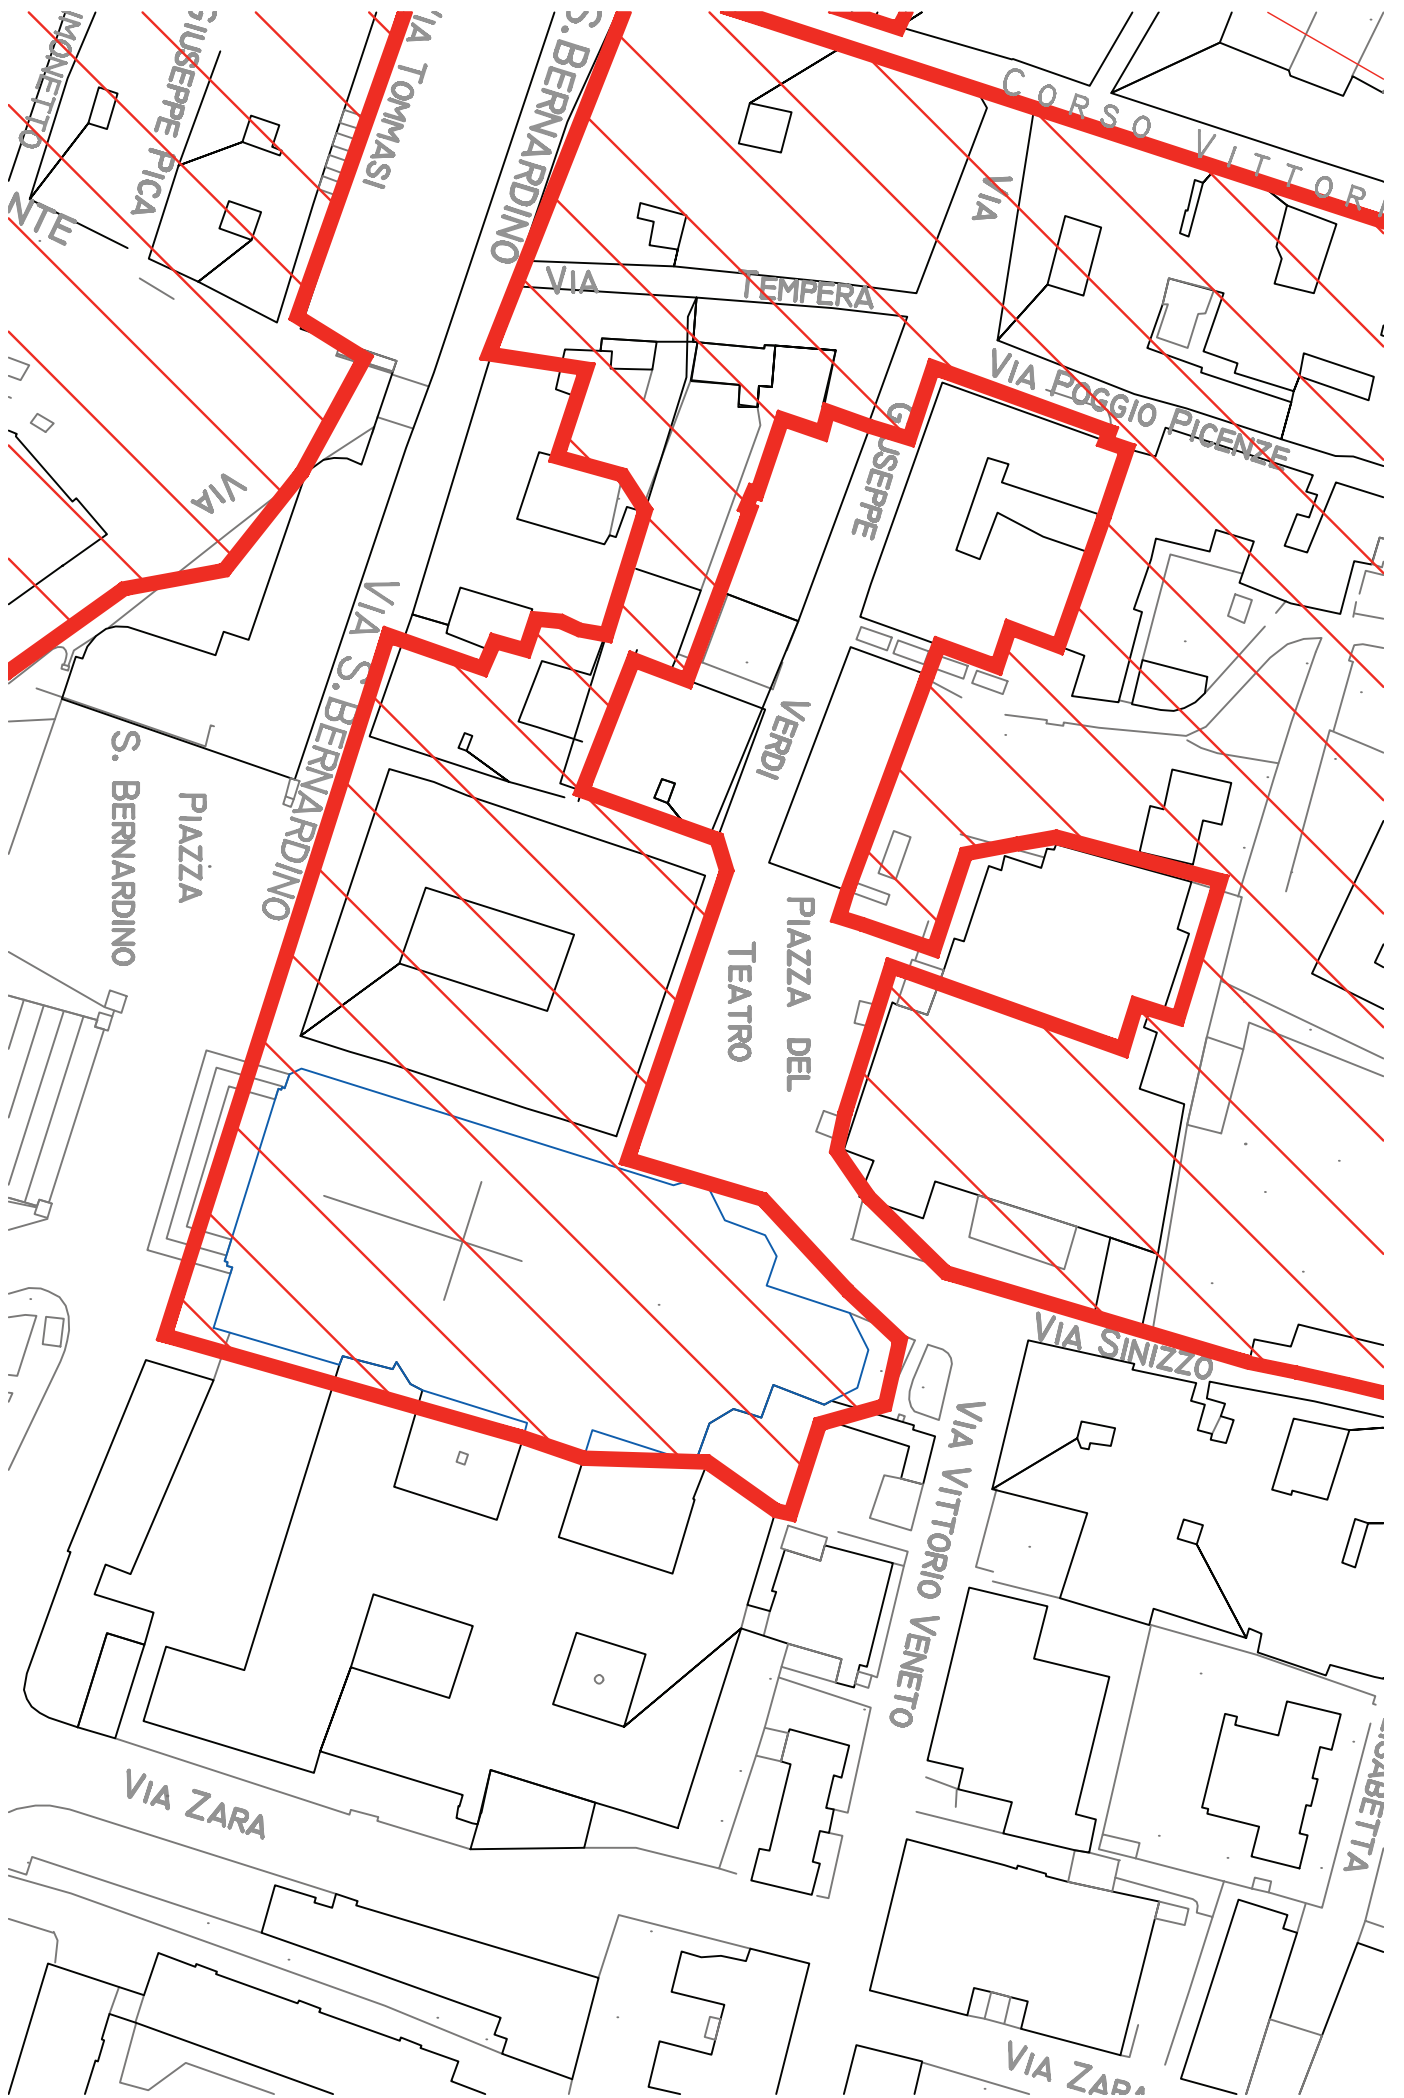 GIUSEPPE PICA
VIA TOMMASI
S. BERNARDINO
CORSO VITTOR
VIA
VIA
TEMPERA
VIA POGGIO PICENZE
GIUSEPPE
VIA
VIA S. BERNARDINO
VERDI
S. BERNARDINO
PIAZZA
PIAZZA DEL
TEATRO
VIA SINIZZO
VIA VITTORIO VENETO
VIA ZARA
VIA ZARA